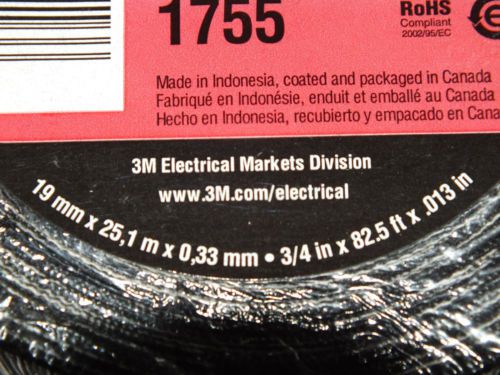 1755
RoHS
Compliant
2002/95/EC
Made in Indonesia, coated and packaged in Canada
Fabriqué en Indonésie, enduit et emballé au Canada
Hecho en Indonesia, recubierto y empacado en Cana
3M Electrical Markets Division
www.3M.com/electrical
19 mm x 25,1 m x 0,33 mm • 3/4 in x 82.5 ft x .013 in